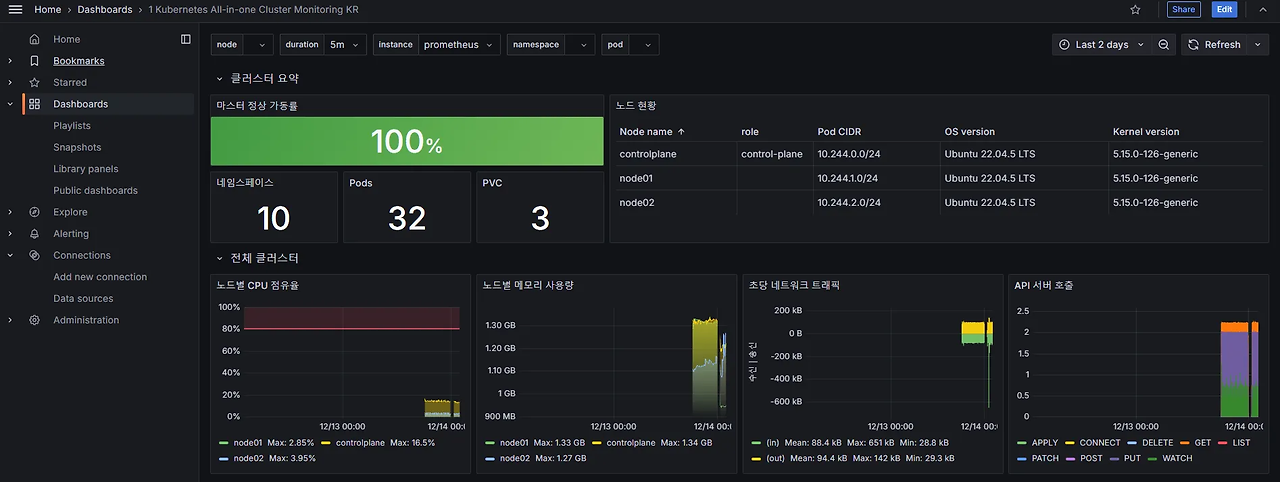 Home › Dashboards › 1 Kubernetes All-in-one Cluster Monitoring KR
Share
Edit
Home
Bookmarks
Starred
Dashboards
Playlists
Snapshots
Library panels
Public dashboards
Explore
Alerting
Connections
Add new connection
Data sources
Administration
node
duration 5m
instance prometheus
namespace
pod
Last 2 days
Refresh
클러스터 요약
마스터 정상 가동률
100%
네임스페이스
10
Pods
32
PVC
3
노드 현황
Node name ↑ role Pod CIDR OS version Kernel version
controlplane control-plane 10.244.0.0/24 Ubuntu 22.04.5 LTS 5.15.0-126-generic
node01 10.244.1.0/24 Ubuntu 22.04.5 LTS 5.15.0-126-generic
node02 10.244.2.0/24 Ubuntu 22.04.5 LTS 5.15.0-126-generic
전체 클러스터
노드별 CPU 점유율
100%
80%
60%
40%
20%
0%
12/13 00:00 12/14 00:0
node01 Max: 2.85% controlplane Max: 16.5%
node02 Max: 3.95%
노드별 메모리 사용량
1.30 GB
1.20 GB
1.10 GB
1 GB
900 MB
12/13 00:00 12/14 00:0
node01 Max: 1.33 GB controlplane Max: 1.34 GB
node02 Max: 1.27 GB
초당 네트워크 트래픽
수신 | 송신
200 kB
0 B
-200 kB
-400 kB
-600 kB
12/13 00:00 12/14 00:0
(in) Mean: 88.4 kB Max: 651 kB Min: 28.8 kB
(out) Mean: 94.4 kB Max: 142 kB Min: 29.3 kB
API 서버 호출
2.5
2
1.5
1
0.5
0
12/13 00:00 12/14 00:0
APPLY CONNECT DELETE GET LIST
PATCH POST PUT WATCH